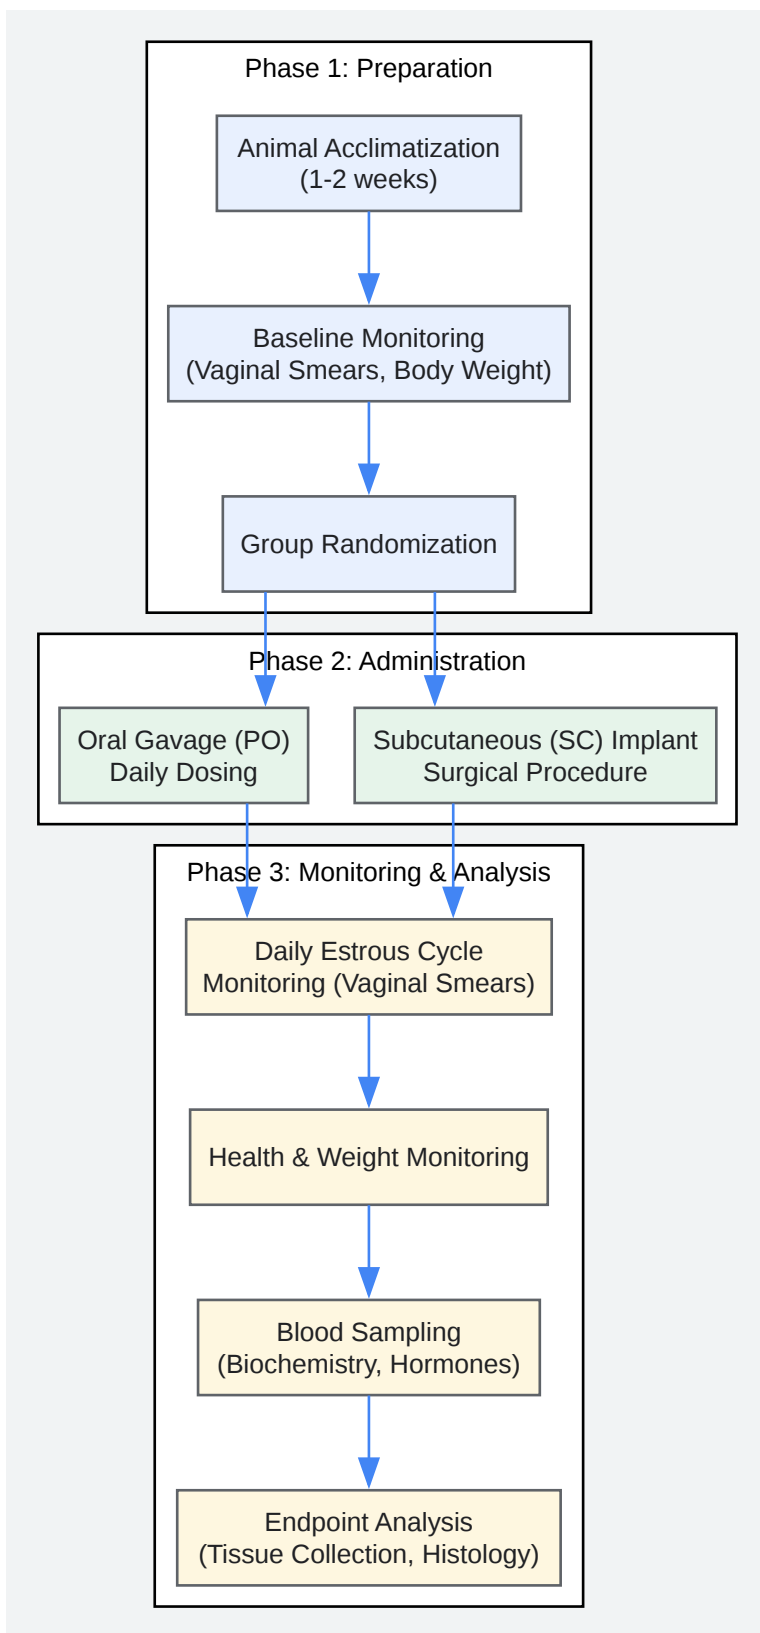 Phase 1: Preparation
Animal Acclimatization
(1-2 weeks)
Baseline Monitoring
(Vaginal Smears, Body Weight)
Group Randomization
Phase 2: Administration
Oral Gavage (PO)
Daily Dosing
Subcutaneous (SC) Implant
Surgical Procedure
Phase 3: Monitoring & Analysis
Daily Estrous Cycle
Monitoring (Vaginal Smears)
Health & Weight Monitoring
Blood Sampling
(Biochemistry, Hormones)
Endpoint Analysis
(Tissue Collection, Histology)